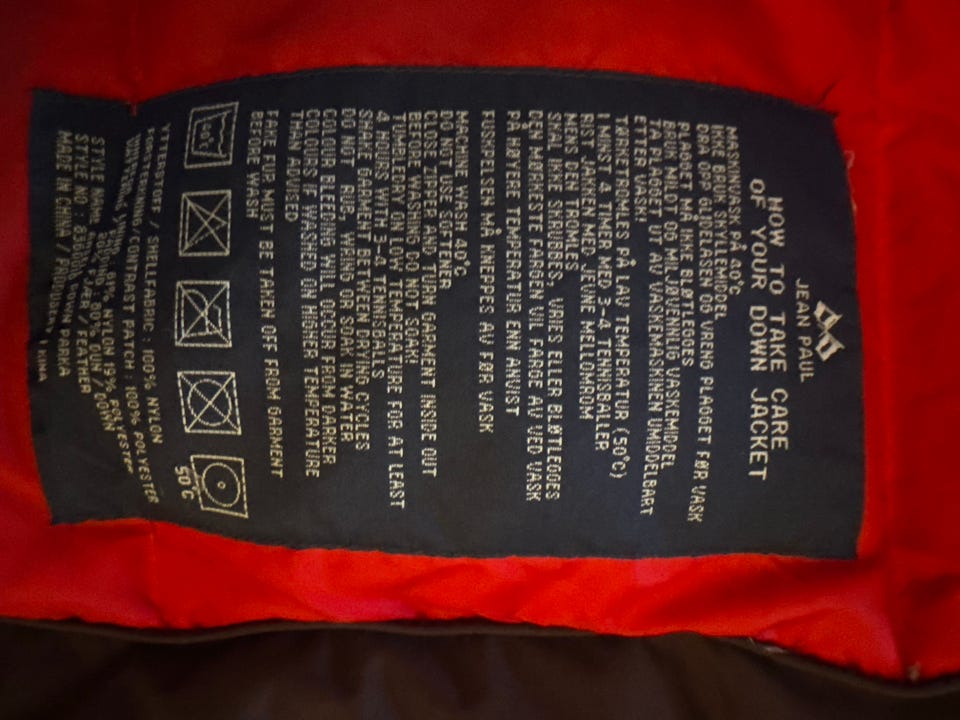 JEAN PAUL
HOW TO TAKE CARE
OF YOUR DOWN JACKET
MASKINVASK PÅ 40°C
IKKE BRUK SKYLLEMIDDEL
DRA OPP GLIDELÅSEN OG VRENG PLAGGET FØR VASK
PLAGGET MÅ IKKE BLØTLEGGES
BRUK MILDT OG MILJØVENNLIG VASKEMIDDEL
TA PLAGGET UT AV VASKEMASKINEN UMIDDELBART
ETTER VASK!
TØRKETROMLES PÅ LAV TEMPERATUR (50°C)
I MINST 4 TIMER MED 3-4 TENNISBALLER
RIST JAKKEN MED JEVNE MELLOMROM
MENS DEN TROMLES
SKAL IKKE SKRUBBES, VRIS ELLER BLØTLEGGES
DEN MØRKESTE FARGEN VIL FARGE AV VED VASK
PÅ HØYERE TEMPERATUR ENN ANVIST
MÅ KNEPPES AV FØR VASK
MACHINE WASH 40°C
DO NOT USE SOFTENER
CLOSE ZIPPER AND TURN GARMENT INSIDE OUT
BEFORE WASHING DO NOT SOAK!
TUMBLEDRY ON LOW TEMPERATURE FOR AT LEAST
4 HOURS WITH 3-4 TENNISBALLS
SHAKE GARMENT BETWEEN DRYING CYCLES
DO NOT RUB, WRING OR SOAK IN WATER
COLOUR BLEEDING WILL OCCUR FROM DARKER
COLOURS IF WASHED ON HIGHER TEMPERATURE
THAN ADVISED
FAKE FUR MUST BE TAKEN OFF FROM GARMENT
BEFORE WASH
40°
50°C
YTTERSTOFF / SHELFABRIC : 100% NYLON
/CONTRAST PATCH : 100% POLYESTER
STYLE
MADE IN CHINA /